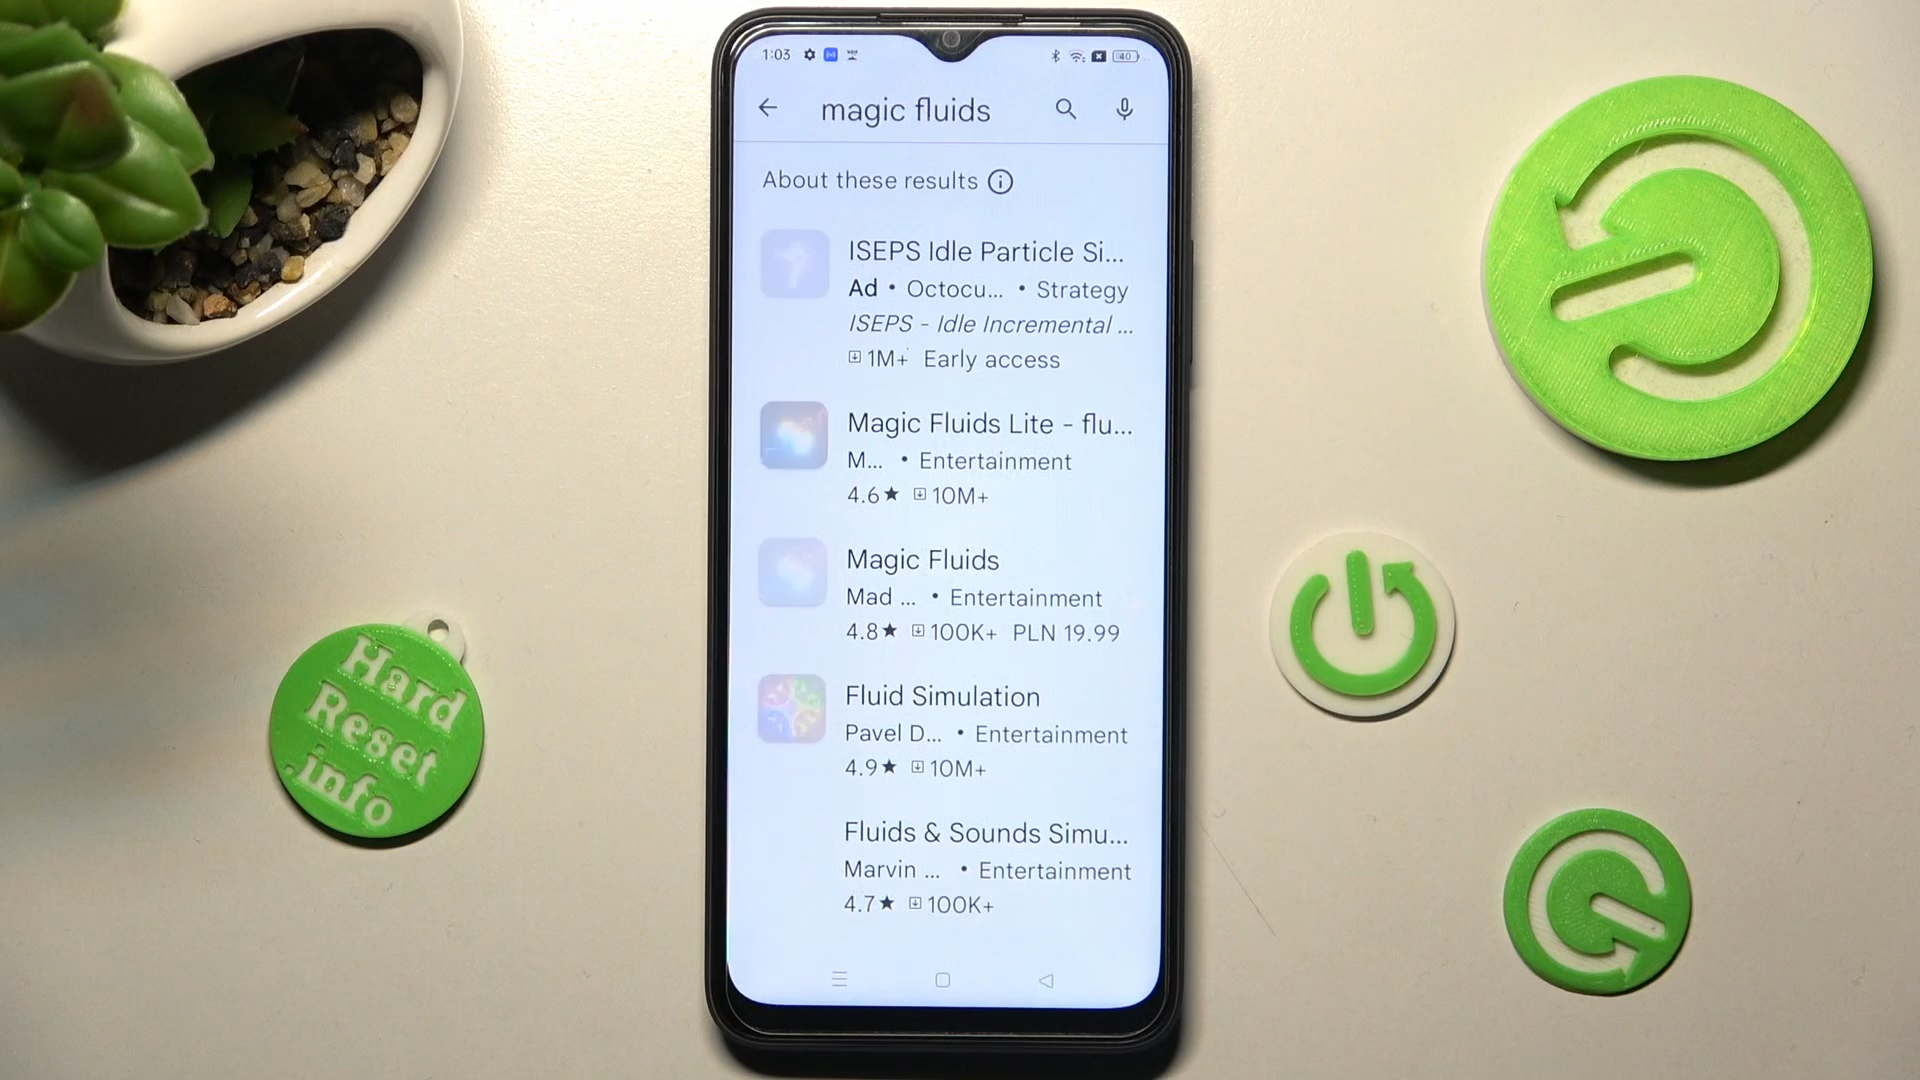 1:03
40
magic fluids
About these results
ISEPS Idle Particle Si...
Ad • Octocu... • Strategy
ISEPS - Idle Incremental ...
1M+ Early access
Magic Fluids Lite - flu...
M... • Entertainment
4.6★ 10M+
Magic Fluids
Mad ... • Entertainment
4.8★ 100K+ PLN 19.99
Fluid Simulation
Pavel D... • Entertainment
4.9★ 10M+
Fluids & Sounds Simu...
Marvin ... • Entertainment
4.7★ 100K+
Hard
Reset
.info